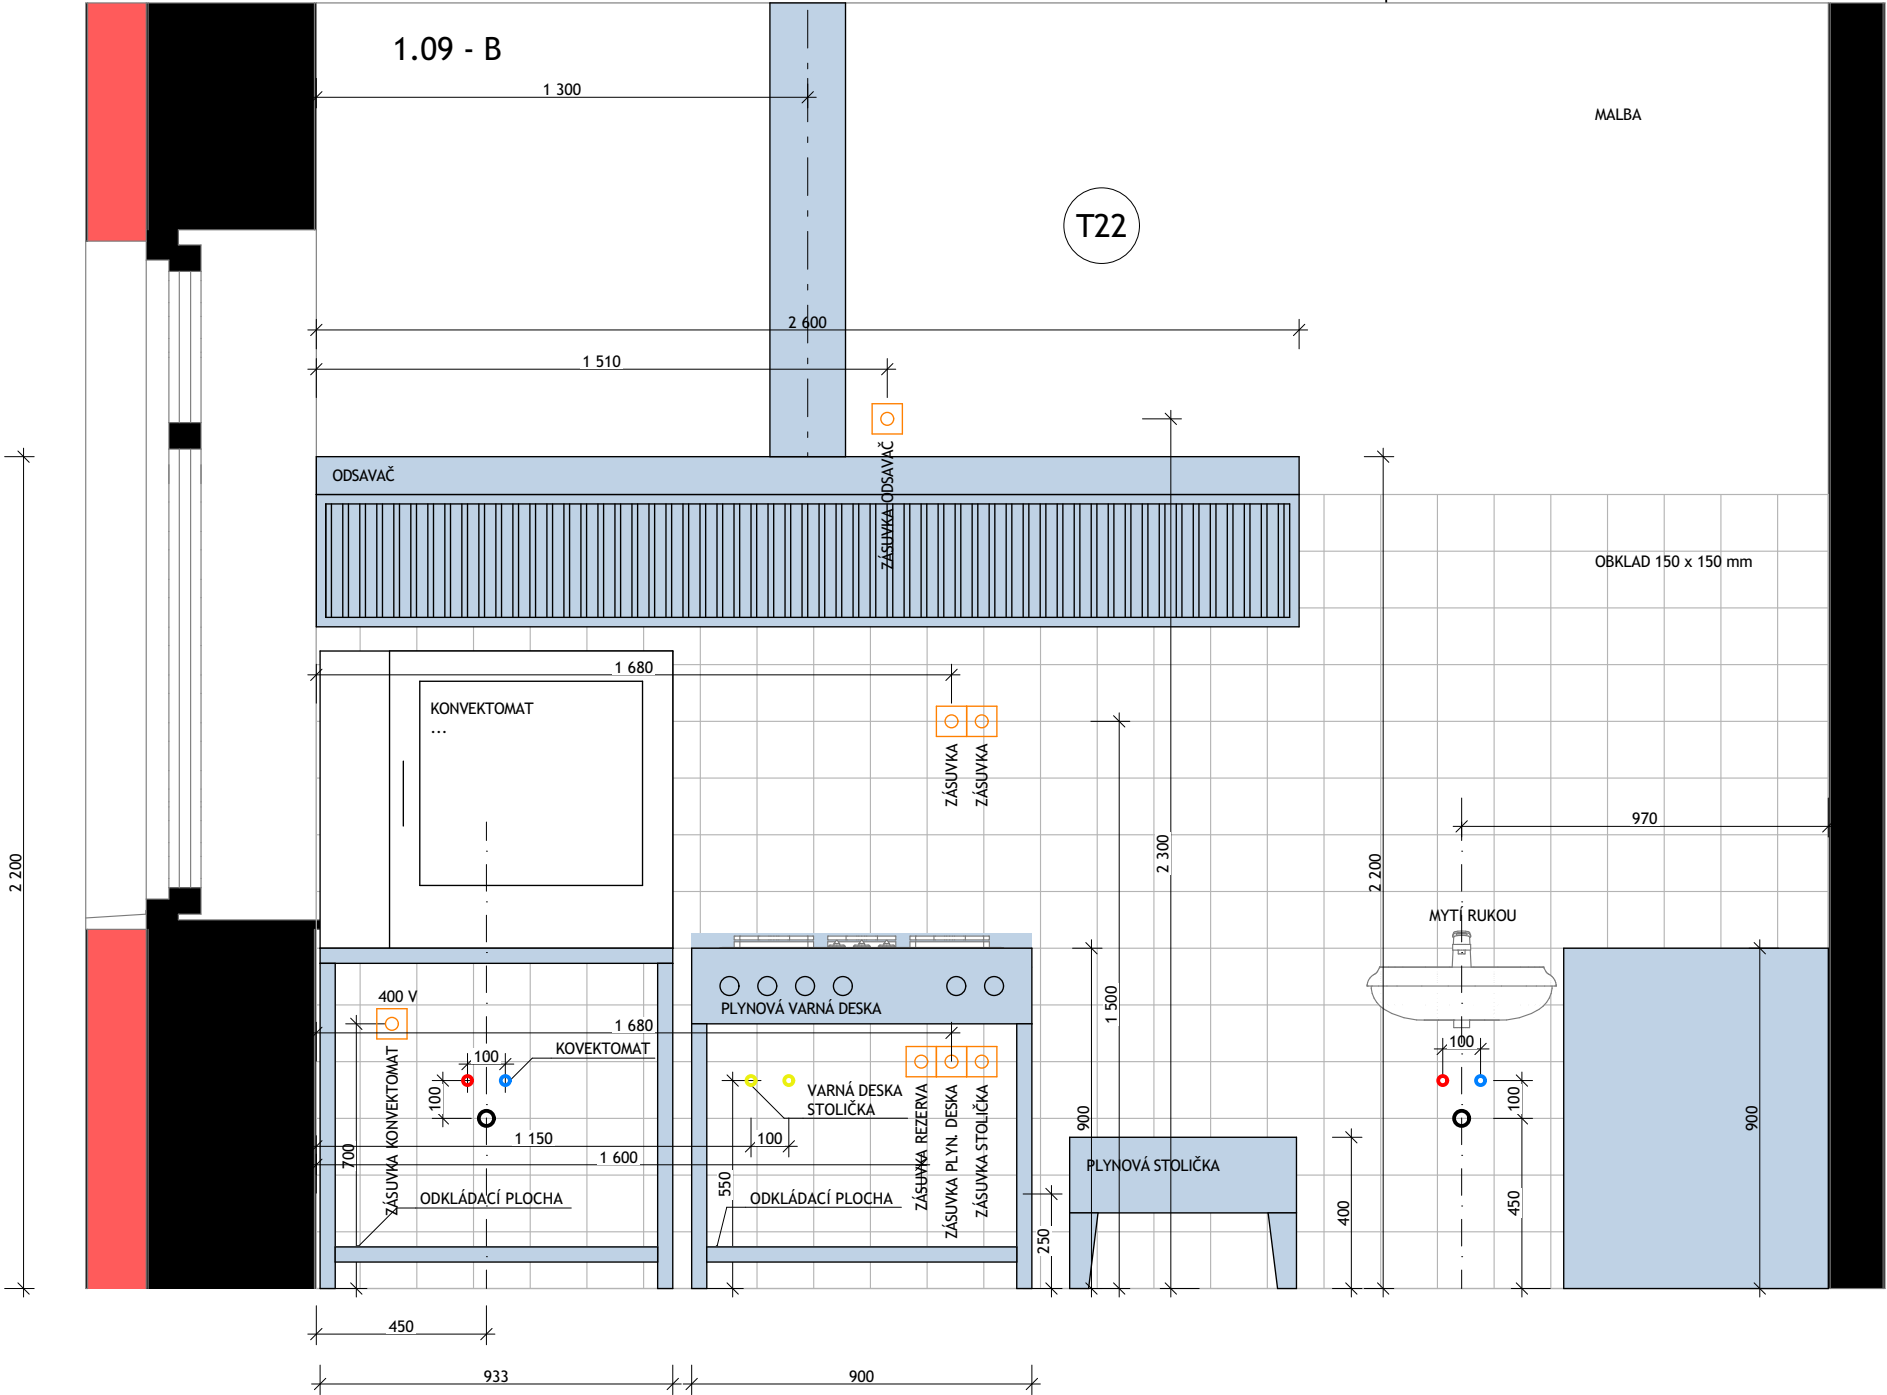 1.09 - B
1 300
MALBA
T22
2 600
1 510
ODSAVAČ
ZÁSUVKA ODSAVAČ
OBKLAD 150 x 150 mm
1 680
KONVEKTOMAT
...
ZÁSUVKA
ZÁSUVKA
2 200
2 300
2 200
970
MYTÍ RUKOU
400 V
PLYNOVÁ VARNÁ DESKA
1 500
1 680
KOVEKTOMAT
100
100
100
100
VARNÁ DESKA
STOLIČKA
ZÁSUVKA KONVEKTOMAT
ZÁSUVKA REZERVA
ZÁSUVKA PLYN. DESKA
ZÁSUVKA STOLIČKA
900
900
1 150
100
700
1 600
PLYNOVÁ STOLIČKA
550
ODKLÁDACÍ PLOCHA
ODKLÁDACÍ PLOCHA
250
400
450
450
933
900